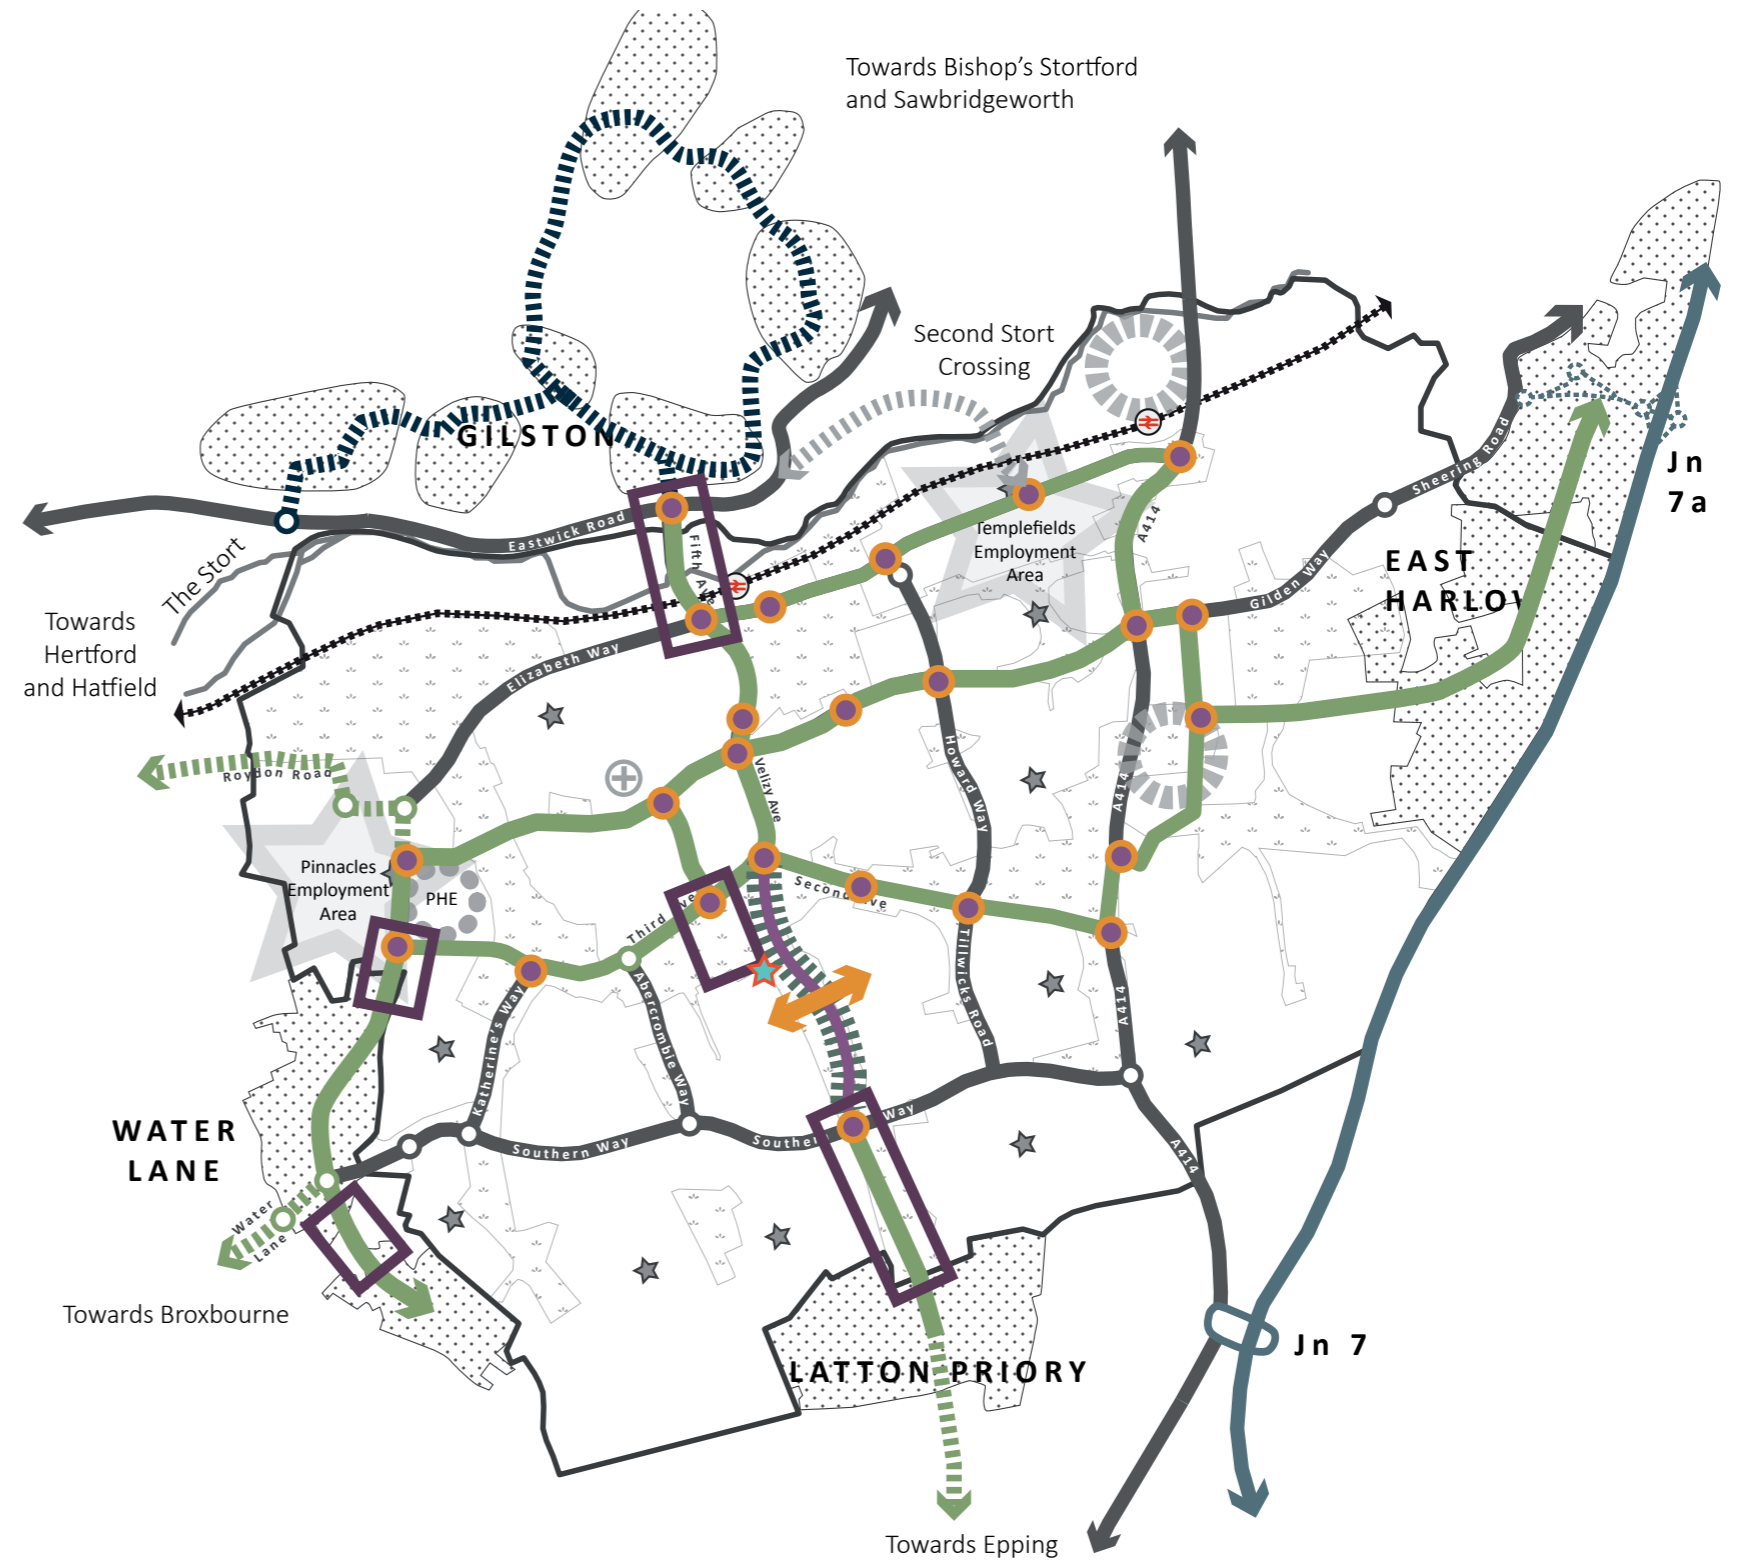 Towards Bishop's Stortford
and Sawbridgeworth
Second Stort
Crossing
GILSTON
Sheering Road
Jn
7a
Eastwick Road
The Stort
Fifth Ave
A414
Templefields
Employment
Area
EAST
HARLOW
Gilden Way
Towards
Hertford
and Hatfield
Elizabeth Way
Roydon Road
Velizy Ave
Howard Way
A414
Pinnacles
Employment
Area
PHE
Third Ave
Second Ave
Tillwicks Road
Abercrombie Way
Katherine's Way
A414
WATER
LANE
Southern Way
Southern Way
A414
Water
Lane
Towards Broxbourne
Jn 7
LATTON PRIORY
Towards Epping